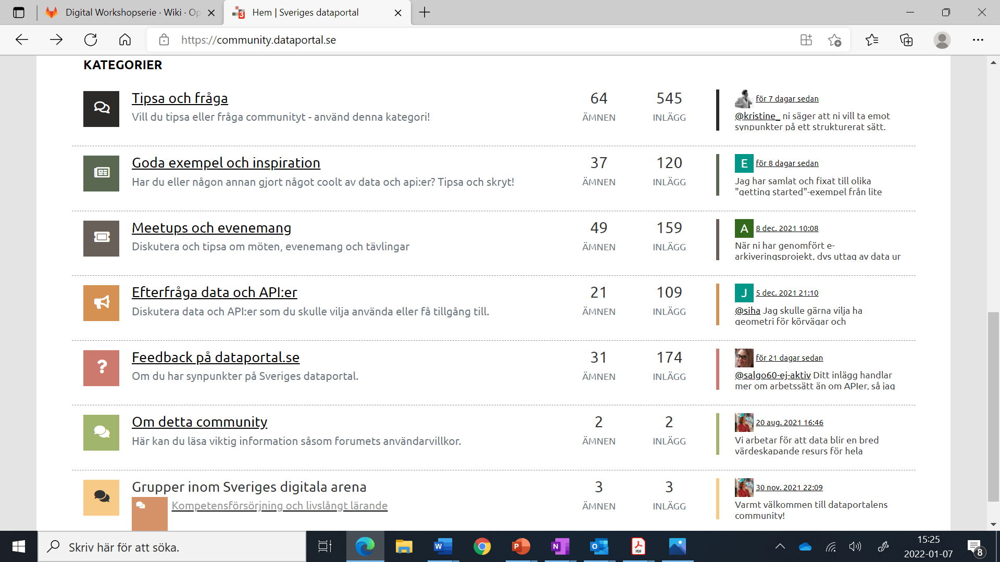 Digital Workshopserie · Wiki · Op
Hem | Sveriges dataportal
https://community.dataportal.se
KATEGORIER
Tipsa och fråga
Vill du tipsa eller fråga communityt - använd denna kategori!
64
ÄMNEN
545
INLÄGG
för 7 dagar sedan
@kristine_ ni säger att ni vill ta emot
synpunkter på ett strukturerat sätt.
Goda exempel och inspiration
Har du eller någon annan gjort något coolt av data och api:er? Tipsa och skryt!
37
ÄMNEN
120
INLÄGG
E
för 8 dagar sedan
Jag har samlat och fixat till olika
"getting started"-exempel från lite
Meetups och evenemang
Diskutera och tipsa om möten, evenemang och tävlingar
49
ÄMNEN
159
INLÄGG
A
8 dec. 2021 10:08
När ni har genomfört e-
arkiveringsprojekt, dvs uttag av data ur
Efterfråga data och API:er
Diskutera data och API:er som du skulle vilja använda eller få tillgång till.
21
ÄMNEN
109
INLÄGG
J
5 dec. 2021 21:10
@siha Jag skulle gärna vilja ha
geometri för körvägar och
?
Feedback på dataportal.se
Om du har synpunkter på Sveriges dataportal.
31
ÄMNEN
174
INLÄGG
för 21 dagar sedan
@salgo60-ej-aktiv Ditt inlägg handlar
mer om arbetssätt än om APIer, så jag
Om detta community
Här kan du läsa viktig information såsom forumets användarvillkor.
2
ÄMNEN
2
INLÄGG
20 aug. 2021 16:46
Vi arbetar för att data blir en bred
värdeskapande resurs för hela
Grupper inom Sveriges digitala arena
Kompetensförsörjning och livslångt lärande
3
ÄMNEN
3
INLÄGG
30 nov. 2021 22:09
Varmt välkommen till dataportalens
community!
Skriv här för att söka.
15:25
2022-01-07
8